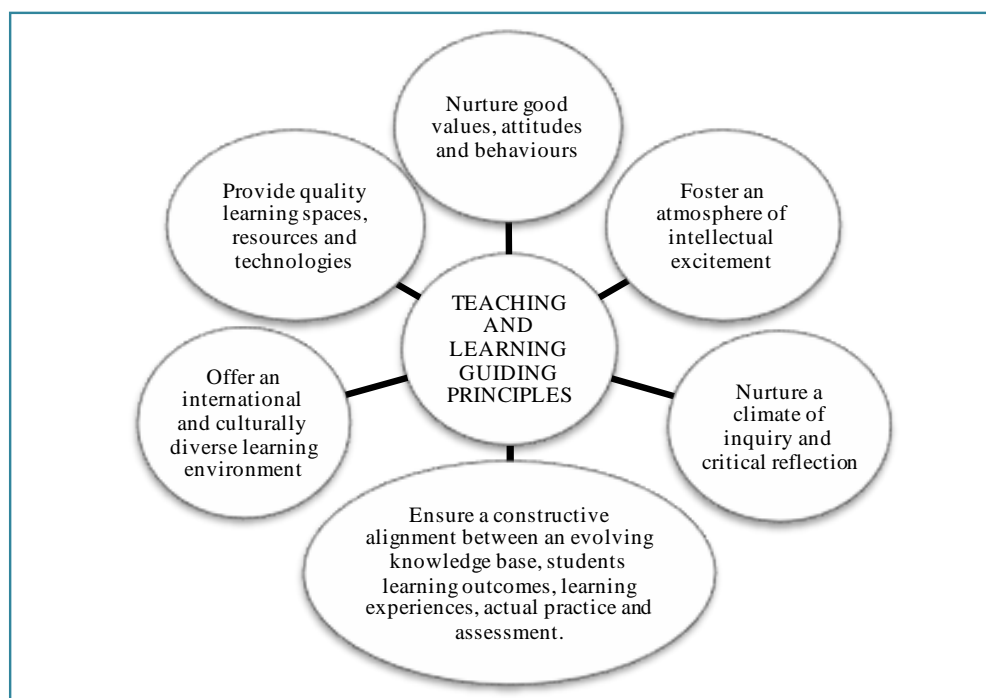 Nurture good
values, attitudes
and behaviours
Provide quality
learning spaces,
resources and
technologies
Foster an
atmosphere of
intellectual
excitement
TEACHING
AND
LEARNING
GUIDING
PRINCIPLES
Offer an
international
and culturally
diverse learning
environment
Nurture a
climate of
inquiry and
critical reflection
Ensure a constructive
alignment between an evolving
knowledge base, students
learning outcomes, learning
experiences, actual practice and
assessment.